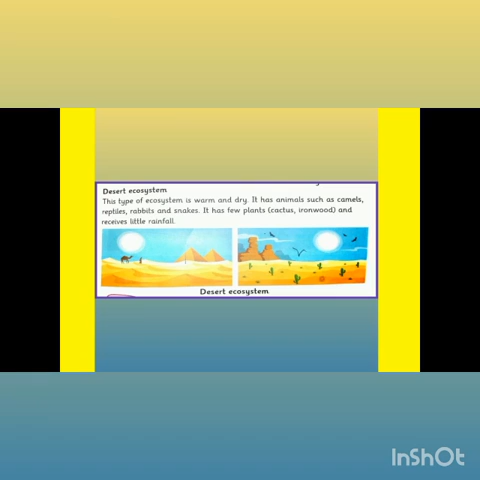 Desert ecosystem
This type of ecosystem is warm and dry. It has animals such as camels,
reptiles, rabbits and snakes. It has few plants (cactus, ironwood) and
receives little rainfall.
Desert ecosystem
InShOt